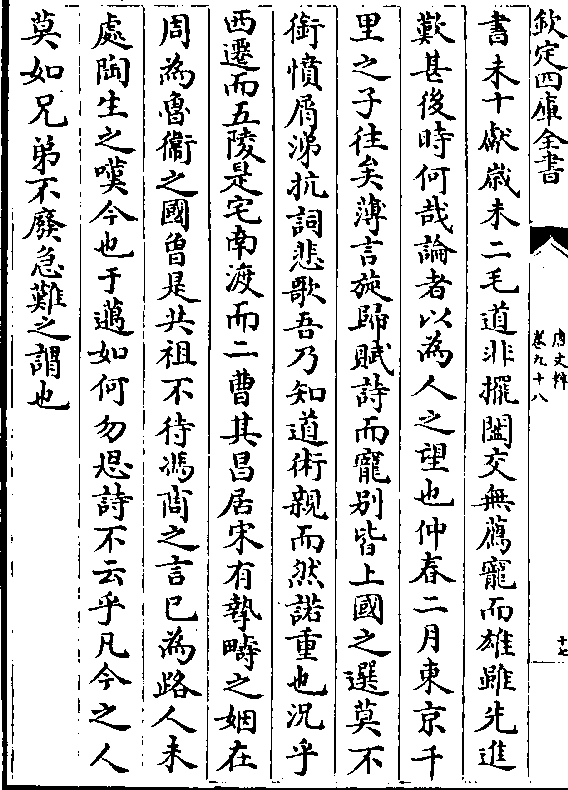 欽定四庫全書
唐文粹
卷九十八
十七
書未十獻嵗未二毛道非擺闔交無薦寵而雄雖先進
歎甚後時何哉論者以為人之望也仲春二月東京千
里之子往矣薄言旋歸賦詩而寵别皆上國之選莫不
銜憤屑涕抗詞悲歌吾乃知道術親而然諾重也况乎
西遷而五陵是宅南渡而二曹其昌居宋有執疇之姻在
周為魯衞之國曾是共祖不待馮商之言已為路人未
處陶生之嘆今也于邁如何勿思詩不云乎凡今之人
莫如兄弟不廢急難之謂也